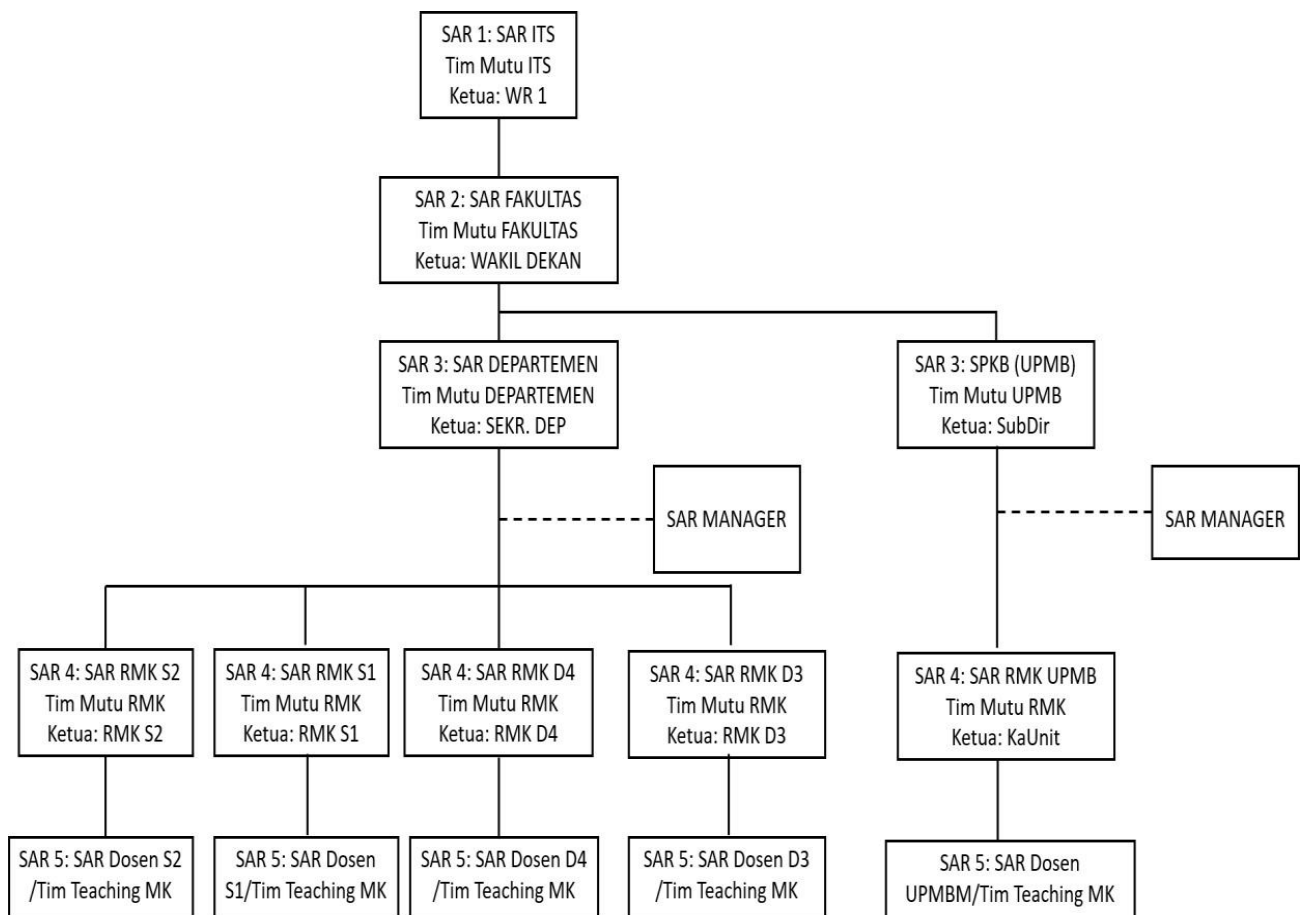 SAR 1: SAR ITS
Tim Mutu ITS
Ketua: WR 1
SAR 2: SAR FAKULTAS
Tim Mutu FAKULTAS
Ketua: WAKIL DEKAN
SAR 3: SAR DEPARTEMEN
Tim Mutu DEPARTEMEN
Ketua: SEKR. DEP
SAR 3: SPKB (UPMB)
Tim Mutu UPMB
Ketua: SubDir
SAR MANAGER
SAR MANAGER
SAR 4: SAR RMK S2
Tim Mutu RMK
Ketua: RMK S2
SAR 4: SAR RMK S1
Tim Mutu RMK
Ketua: RMK S1
SAR 4: SAR RMK D4
Tim Mutu RMK
Ketua: RMK D4
SAR 4: SAR RMK D3
Tim Mutu RMK
Ketua: RMK D3
SAR 4: SAR RMK UPMB
Tim Mutu RMK
Ketua: KaUnit
SAR 5: SAR Dosen S2
/Tim Teaching MK
SAR 5: SAR Dosen
S1/Tim Teaching MK
SAR 5: SAR Dosen D4
/Tim Teaching MK
SAR 5: SAR Dosen D3
/Tim Teaching MK
SAR 5: SAR Dosen
UPMBM/Tim Teaching MK